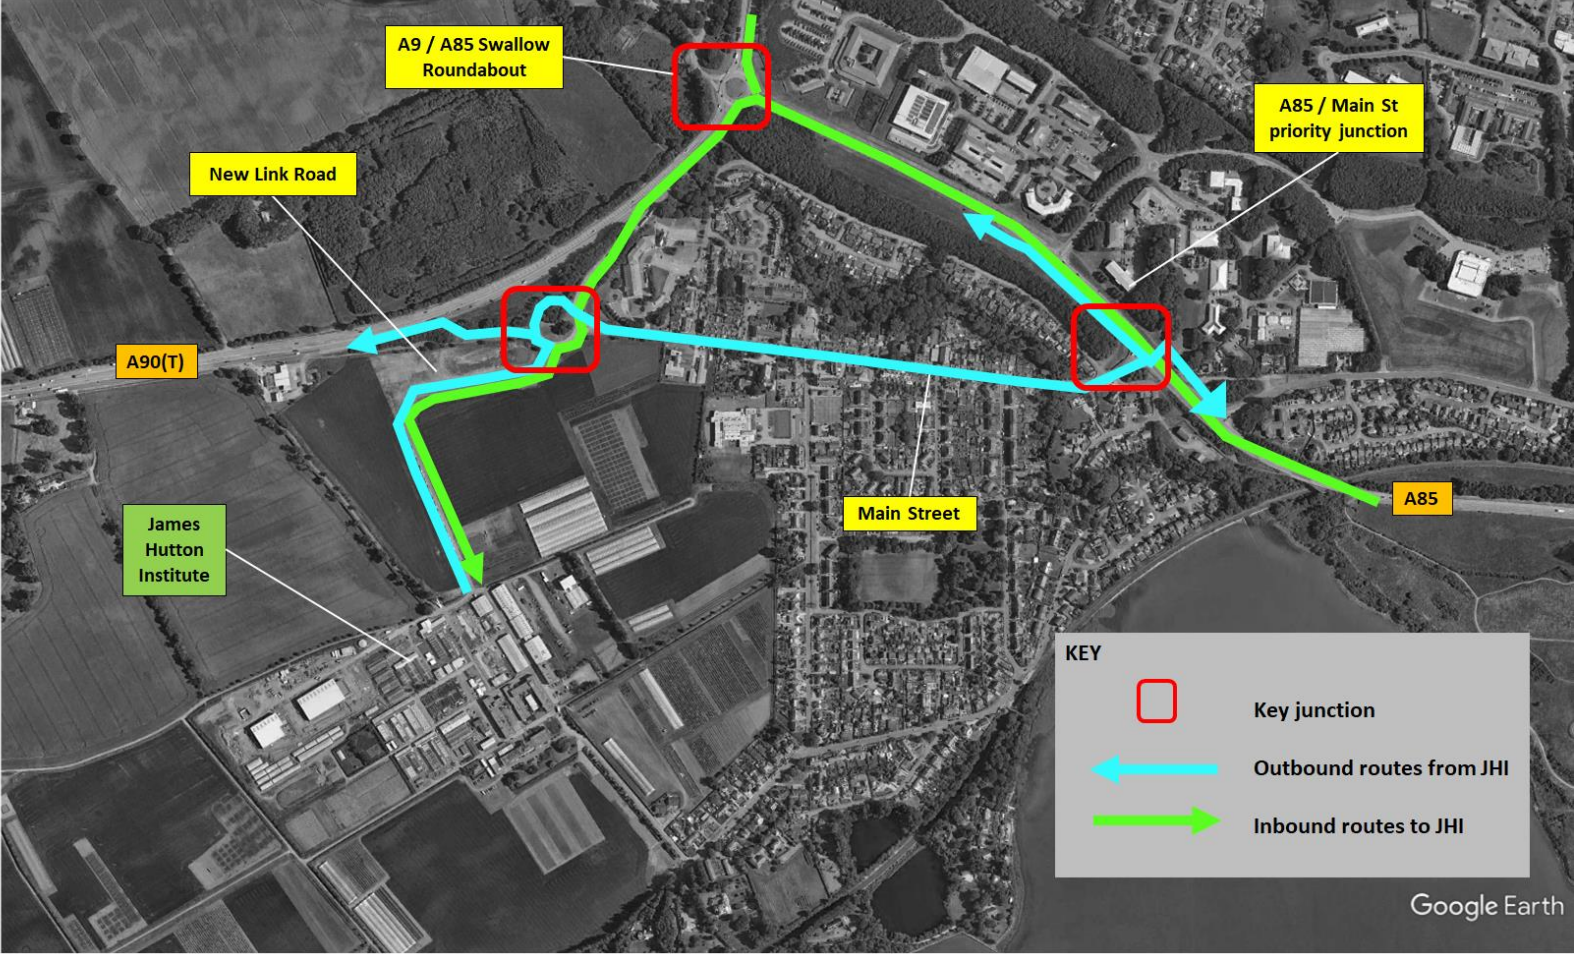 A9 / A85 Swallow
Roundabout
A85 / Main St
priority junction
New Link Road
A90(T)
A85
Main Street
James
Hutton
Institute
KEY
Key junction
Outbound routes from JHI
Inbound routes to JHI
Google Earth